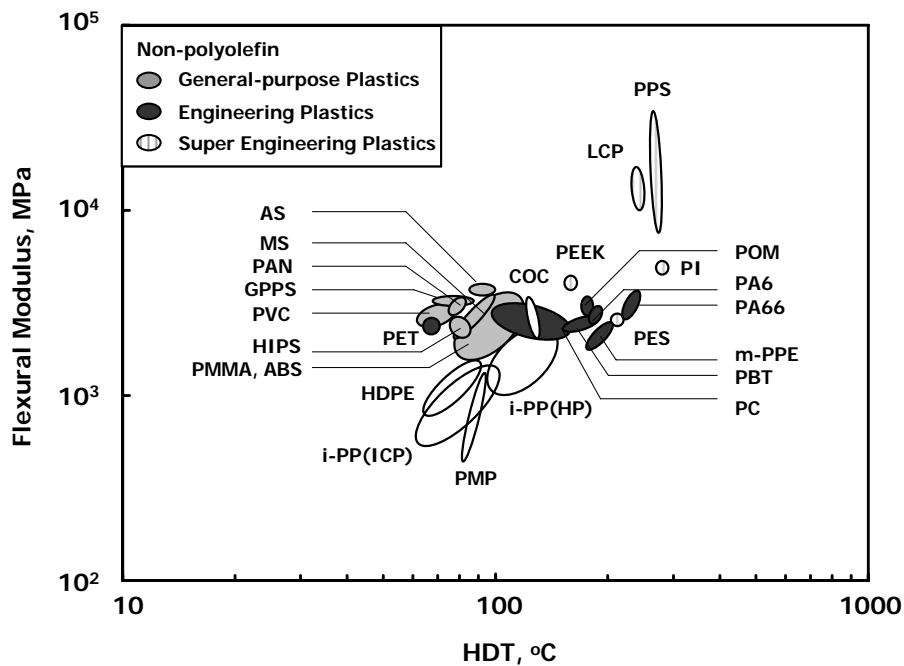 10⁵
Non-polyolefin
General-purpose Plastics
Engineering Plastics
Super Engineering Plastics
PPS
LCP
10⁴
AS
MS
PAN
GPPS
PVC
PET
HIPS
PMMA, ABS
COC
PEEK
PI
POM
PA6
PA66
PES
m-PPE
PBT
PC
HDPE
i-PP(HP)
i-PP(ICP)
PMP
10³
10²
10
100
1000
HDT, ºC
Flexural Modulus, MPa